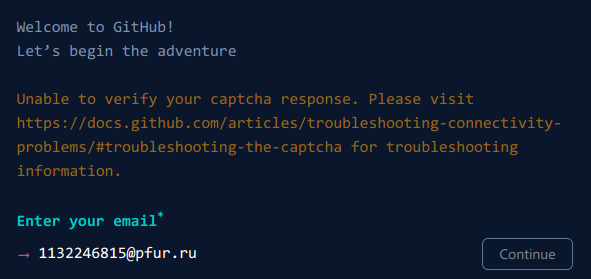 Welcome to GitHub!
Let’s begin the adventure
Unable to verify your captcha response. Please visit
https://docs.github.com/articles/troubleshooting-connectivity-
problems/#troubleshooting-the-captcha for troubleshooting
information.
Enter your email*
→ 1132246815@pfur.ru
Continue